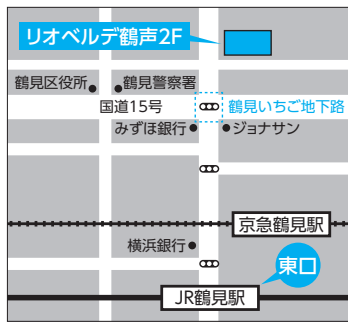 リオベルデ鶴声2F
鶴見区役所
鶴見警察署
国道15号
鶴見いちご地下路
みずほ銀行
ジョナサン
京急鶴見駅
横浜銀行
東口
JR鶴見駅